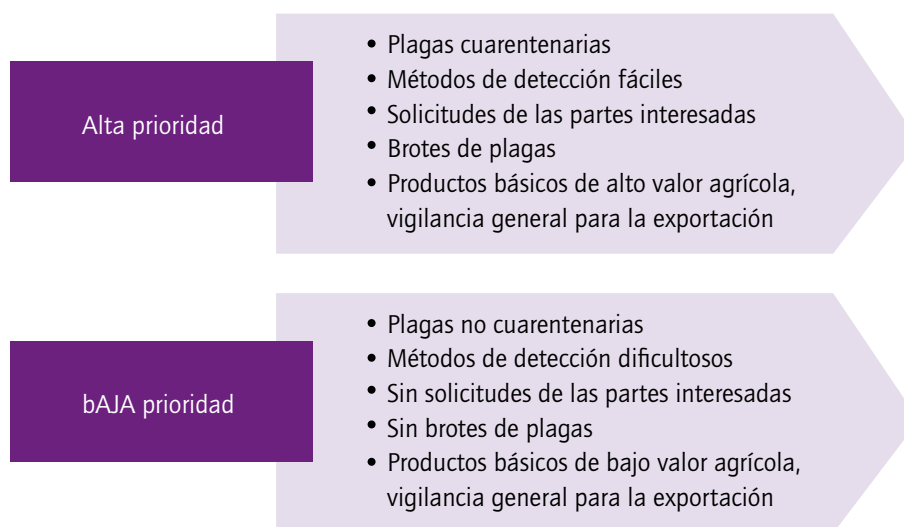 Alta prioridad
• Plagas cuarentenarias
• Métodos de detección fáciles
• Solicitudes de las partes interesadas
• Brotes de plagas
• Productos básicos de alto valor agrícola,
vigilancia general para la exportación
bAJA prioridad
• Plagas no cuarentenarias
• Métodos de detección dificultosos
• Sin solicitudes de las partes interesadas
• Sin brotes de plagas
• Productos básicos de bajo valor agrícola,
vigilancia general para la exportación